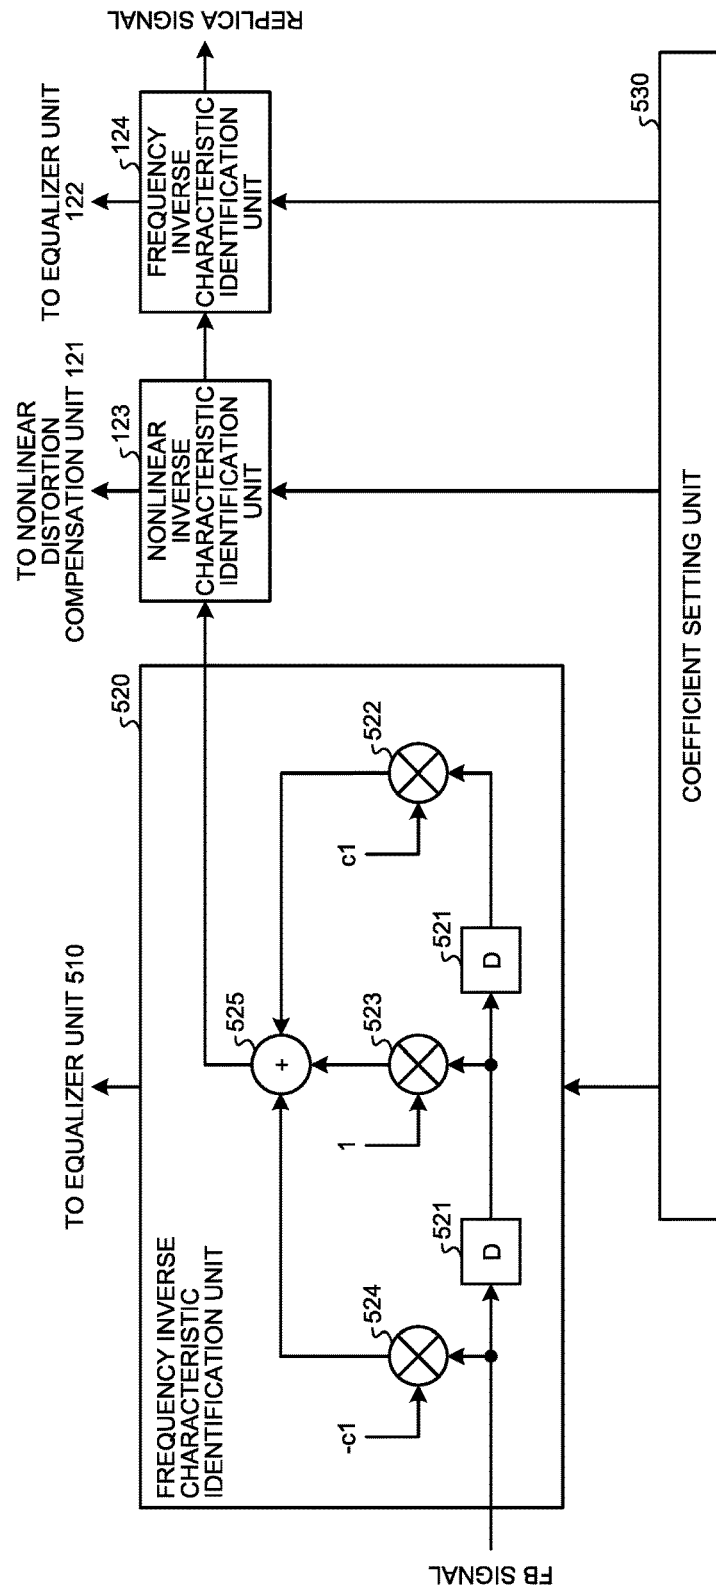 TO EQUALIZER UNIT 510
TO NONLINEAR
DISTORTION
COMPENSATION UNIT 121
TO EQUALIZER UNIT
122
520
FREQUENCY INVERSE
CHARACTERISTIC
IDENTIFICATION UNIT
525
+
-c1
524
1
523
c1
522
FB SIGNAL
D
521
D
521
123
NONLINEAR
INVERSE
CHARACTERISTIC
IDENTIFICATION
UNIT
124
FREQUENCY
INVERSE
CHARACTERISTIC
IDENTIFICATION
UNIT
REPLICA SIGNAL
530
COEFFICIENT SETTING UNIT